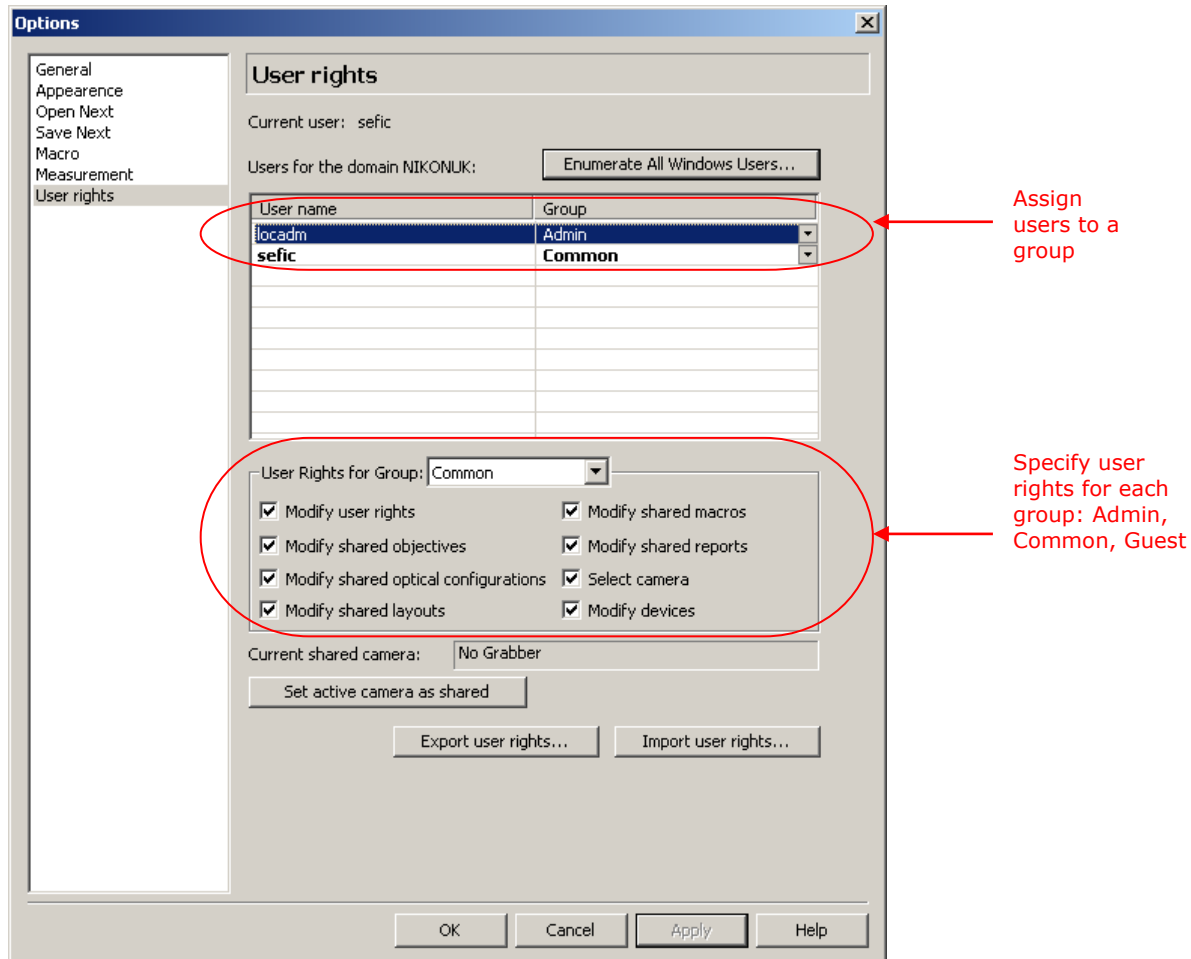 Options
General
Appearence
Open Next
Save Next
Macro
Measurement
User rights
User rights
Current user: sefic
Users for the domain NIKONUK:
Enumerate All Windows Users...
User name
Group
locadm
Admin
sefic
Common
Assign
users to a
group
User Rights for Group:
Common
Modify user rights
Modify shared macros
Modify shared objectives
Modify shared reports
Modify shared optical configurations
Select camera
Modify shared layouts
Modify devices
Specify user
rights for each
group: Admin,
Common, Guest
Current shared camera:
No Grabber
Set active camera as shared
Export user rights...
Import user rights...
OK
Cancel
Apply
Help